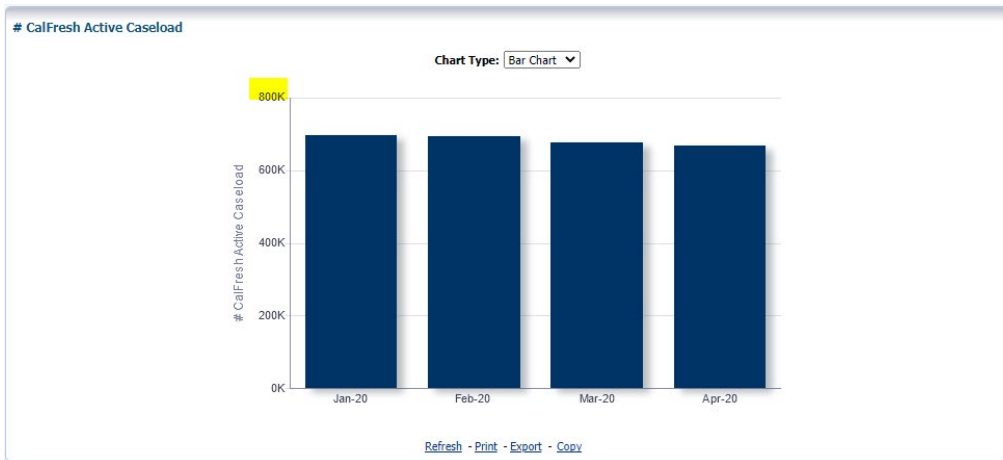 # CalFresh Active Caseload
Chart Type: Bar Chart
800K
600K
400K
200K
0K
# CalFresh Active Caseload
Jan-20 Feb-20 Mar-20 Apr-20
Refresh - Print - Export - Copy